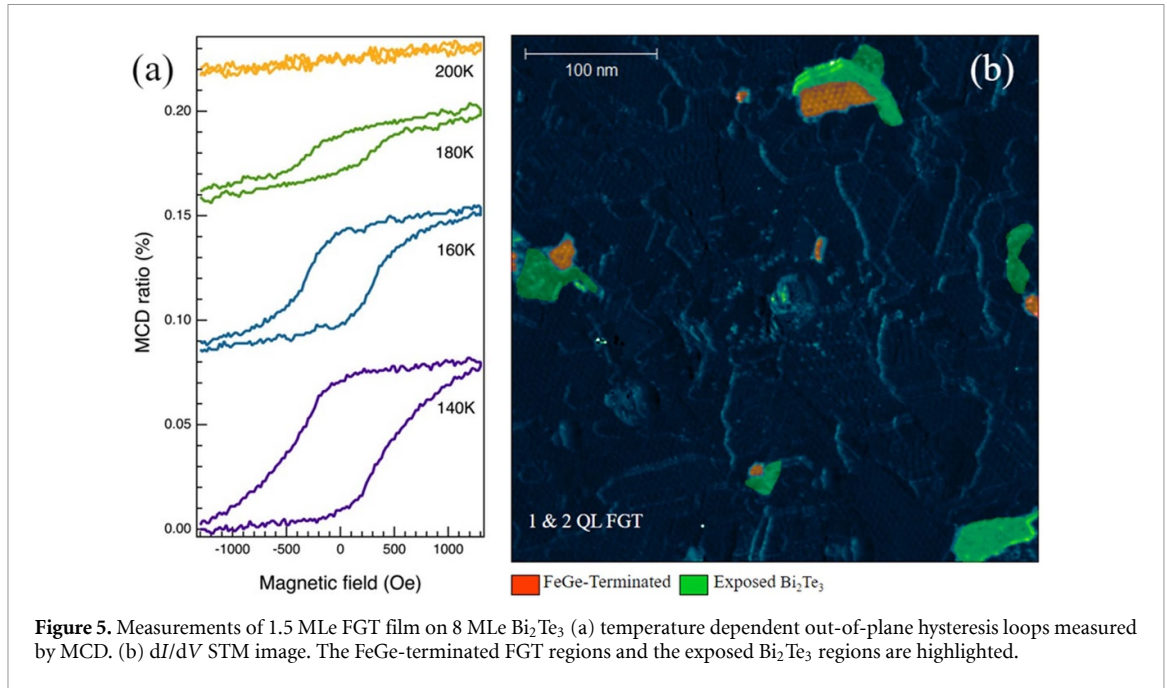 (a)
200K
0.20
180K
0.15
160K
0.10
140K
0.05
0.00
MCD ratio (%)
-1000 -500 0 500 1000
Magnetic field (Oe)
100 nm
(b)
1 & 2 QL FGT
FeGe-Terminated Exposed Bi₂Te₃
Figure 5. Measurements of 1.5 MLe FGT film on 8 MLe Bi₂Te₃ (a) temperature dependent out-of-plane hysteresis loops measured
by MCD. (b) dI/dV STM image. The FeGe-terminated FGT regions and the exposed Bi₂Te₃ regions are highlighted.